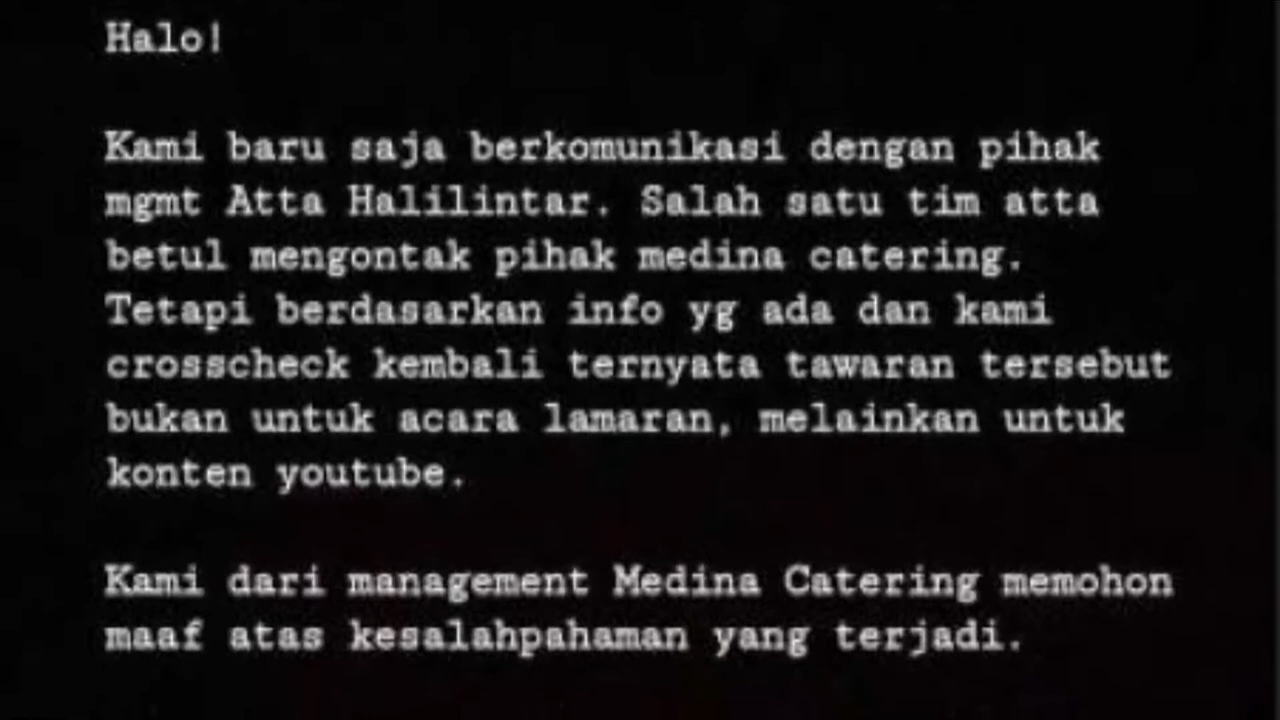 Halo!
Kami baru saja berkomunikasi dengan pihak
mgmt Atta Halilintar. Salah satu tim atta
betul mengontak pihak medina catering.
Tetapi berdasarkan info yg ada dan kami
crosscheck kembali ternyata tawaran tersebut
bukan untuk acara lamaran, melainkan untuk
konten youtube.
Kami dari management Medina Catering memohon
maaf atas kesalahpahaman yang terjadi.